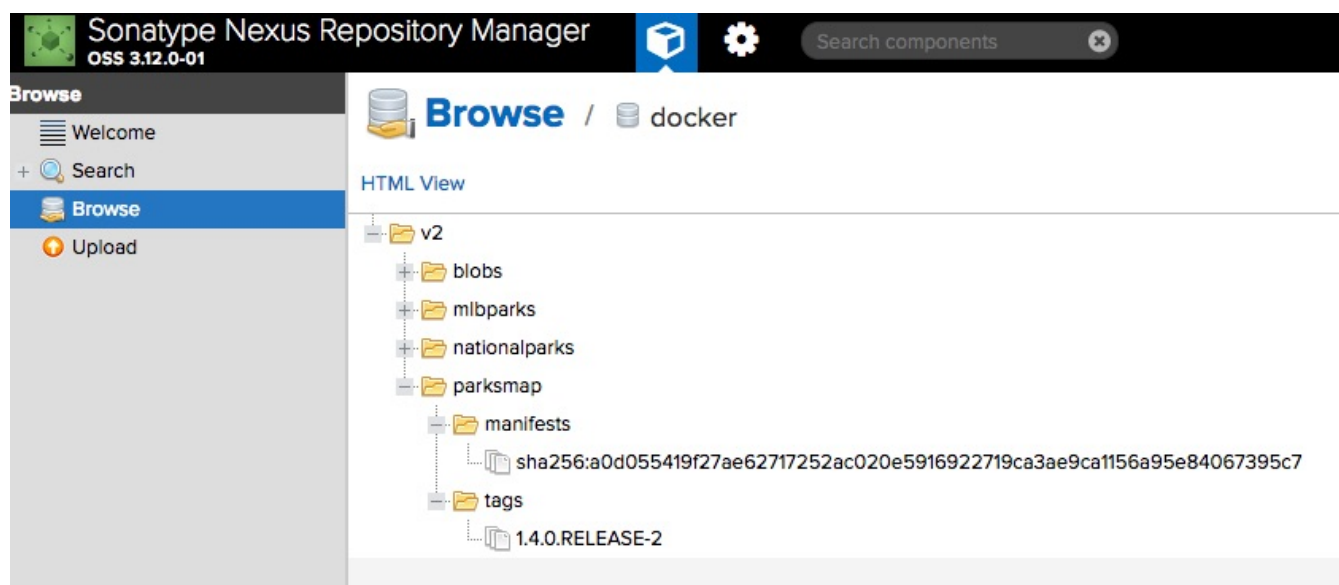 Sonatype Nexus Repository Manager
OSS 3.12.0-01
Search components
Browse
Welcome
Search
Browse
Upload
Browse / docker
HTML View
v2
blobs
mlbparks
nationalparks
parksmap
manifests
sha256:a0d055419f27ae62717252ac020e5916922719ca3ae9ca1156a95e84067395c7
tags
1.4.0.RELEASE-2